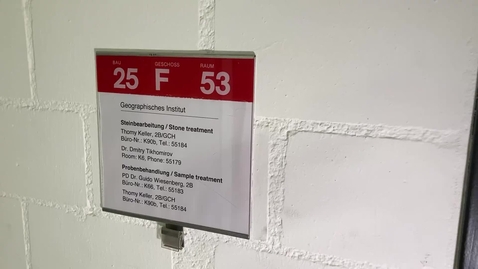 BAU GESCHOSS RAUM
25 F 53
Geographisches Institut
Steinbearbeitung / Stone treatment
Thomy Keller, 2B/GCH
Büro-Nr.: K90b, Tel.: 55184
Dr. Dmitry Tikhomirov
Room: K6, Phone: 55179
Probenbehandlung / Sample treatment
PD Dr. Guido Wiesenberg, 2B
Büro-Nr.: K66, Tel.: 55183
Thomy Keller, 2B/GCH
Büro-Nr.: K90b, Tel.: 55184